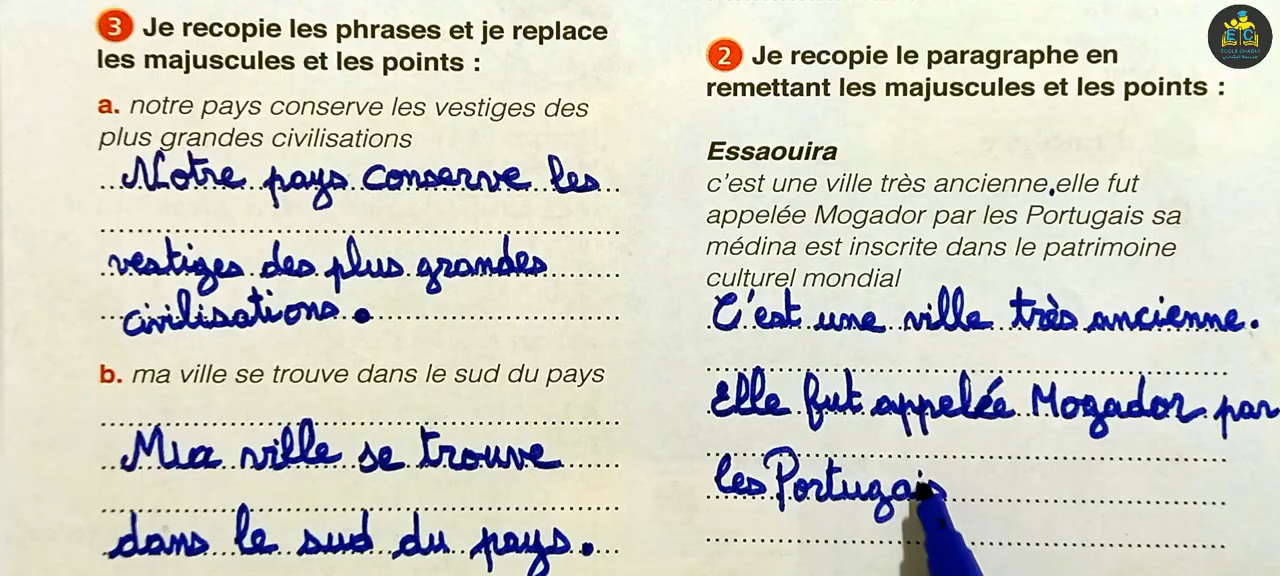 3 Je recopie les phrases et je replace
les majuscules et les points :
a. notre pays conserve les vestiges des
plus grandes civilisations
Notre pays conserve les
vestiges des plus grandes
civilisations.
b. ma ville se trouve dans le sud du pays
Ma ville se trouve
dans le sud du pays.
2 Je recopie le paragraphe en
remettant les majuscules et les points :
Essaouira
c'est une ville très ancienne.elle fut
appelée Mogador par les Portugais sa
médina est inscrite dans le patrimoine
culturel mondial
C'est une ville très ancienne.
Elle fut appelée Mogador par
les Portugais
EC